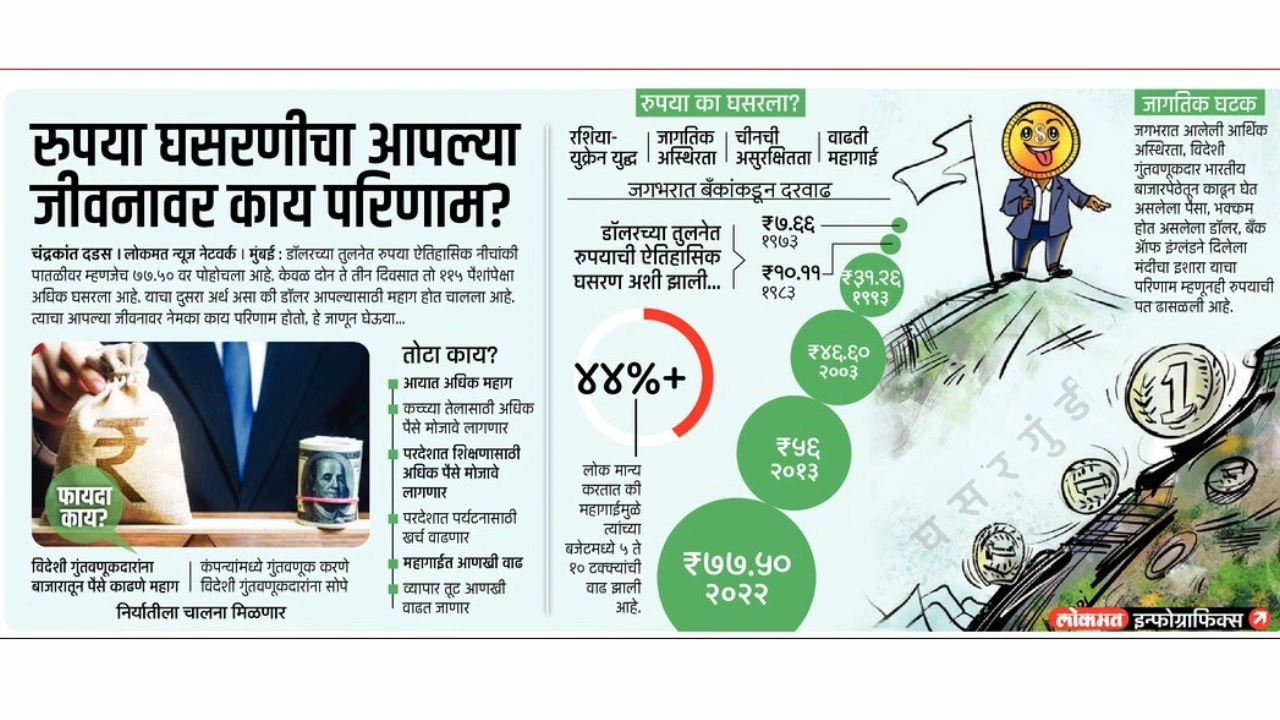 रुपया घसरणीचा आपल्या
जीवनावर काय परिणाम?
चंद्रकांत दडस । लोकमत न्यूज नेटवर्क । मुंबई : डॉलरच्या तुलनेत रुपया ऐतिहासिक नीचांकी
पातळीवर म्हणजेच ७७.५० वर पोहोचला आहे. केवळ दोन ते तीन दिवसात तो ११५ पैशांपेक्षा
अधिक घसरला आहे. याचा दुसरा अर्थ असा की डॉलर आपल्यासाठी महाग होत चालला आहे.
त्याचा आपल्या जीवनावर नेमका काय परिणाम होतो, हे जाणून घेऊया...
फायदा
काय?
विदेशी गुंतवणूकदारांना
बाजारातून पैसे काढणे महाग
कंपन्यांमध्ये गुंतवणूक करणे
विदेशी गुंतवणूकदारांना सोपे
निर्यातीला चालना मिळणार
तोटा काय?
आयात अधिक महाग
कच्च्या तेलासाठी अधिक
पैसे मोजावे लागणार
परदेशात शिक्षणासाठी
अधिक पैसे मोजावे
लागणार
परदेशात पर्यटनासाठी
खर्च वाढणार
महागाईत आणखी वाढ
व्यापार तूट आणखी
वाढत जाणार
रुपया का घसरला?
रशिया-
युक्रेन युद्ध
जागतिक
अस्थिरता
चीनची
असुरक्षितता
वाढती
महागाई
जगभरात बँकांकडून दरवाढ
डॉलरच्या तुलनेत
रुपयाची ऐतिहासिक
घसरण अशी झाली...
₹७.६६
१९७३
₹१०.११
१९८३
₹३१.२६
१९९३
₹४६.६०
२००३
₹५६
२०१३
₹७७.५०
२०२२
४४%+
लोक मान्य
करतात की
महागाईमुळे
त्यांच्या
बजेटमध्ये ५ ते
१० टक्क्यांची
वाढ झाली
आहे.
$
घसरगुंडी
1
जागतिक घटक
जगभरात आलेली आर्थिक
अस्थिरता, विदेशी
गुंतवणूकदार भारतीय
बाजारपेठेतून काढून घेत
असलेला पैसा, भक्कम
होत असलेला डॉलर, बँक
ऑफ इंग्लंडने दिलेला
मंदीचा इशारा याचा
परिणाम म्हणूनही रुपयाची
पत ढासळली आहे.
लोकमत इन्फोग्राफिक्स